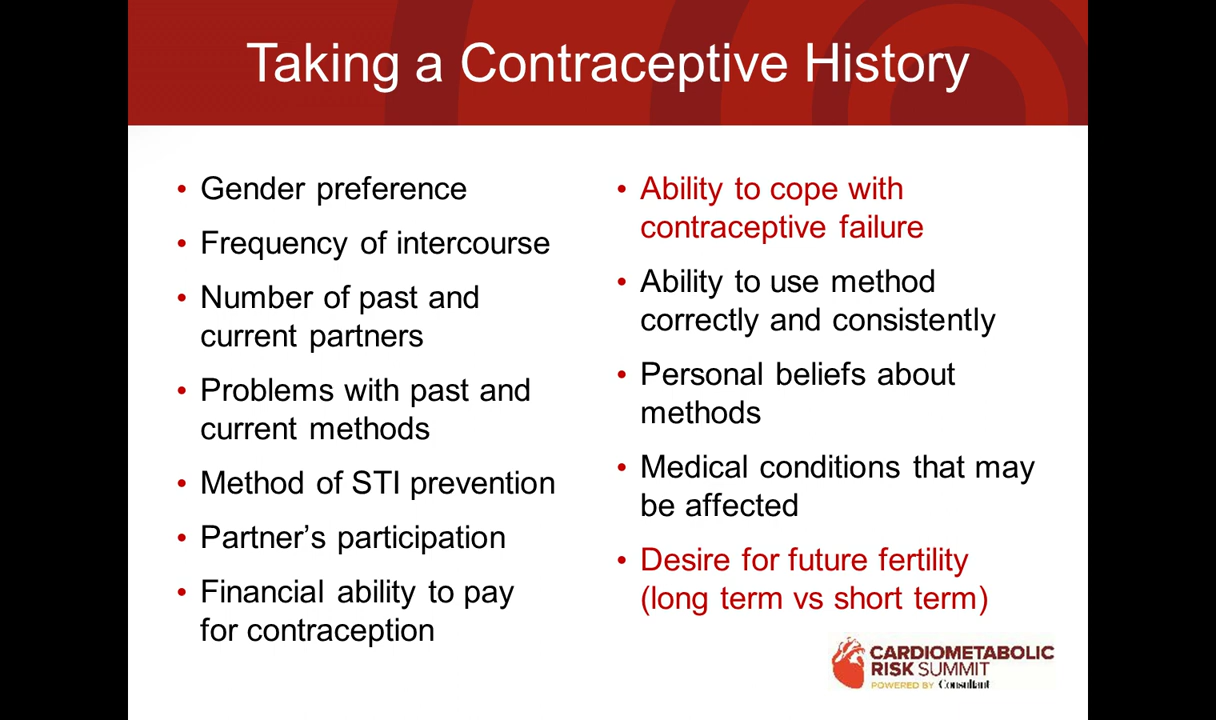 Taking a Contraceptive History
• Gender preference
• Frequency of intercourse
• Number of past and
current partners
• Problems with past and
current methods
• Method of STI prevention
• Partner’s participation
• Financial ability to pay
for contraception
• Ability to cope with
contraceptive failure
• Ability to use method
correctly and consistently
• Personal beliefs about
methods
• Medical conditions that may
be affected
• Desire for future fertility
(long term vs short term)
CARDIOMETABOLIC
RISK SUMMIT
POWERED BY Consultant